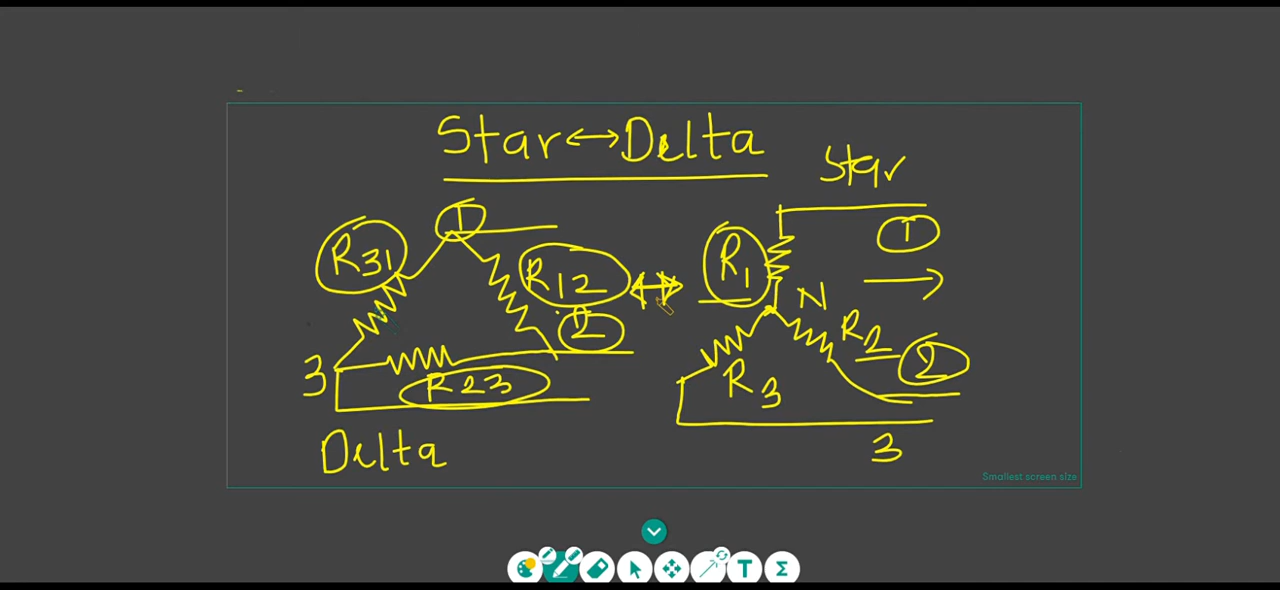 Star↔Delta
Star
1
R31
R12
R1
1
N
2
R2
2
3
R23
R3
Delta
3
Smallest screen size
T
Σ